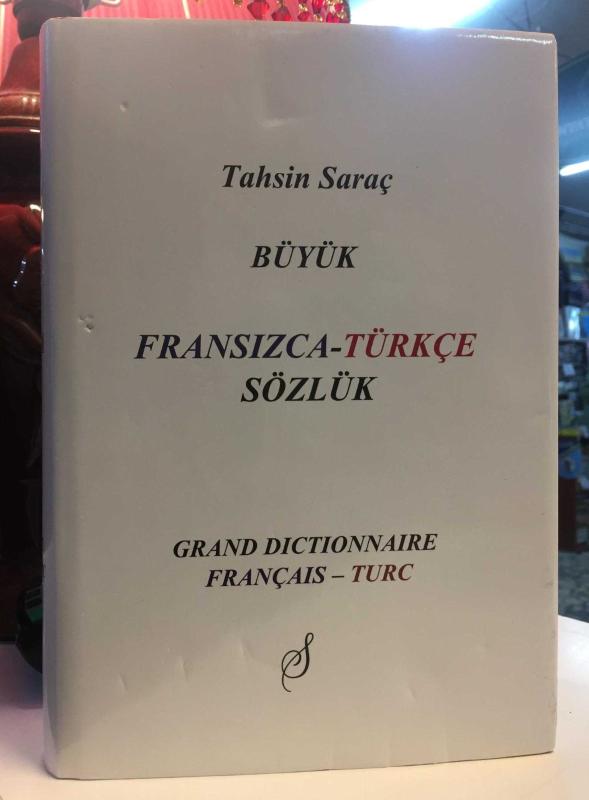 Tahsin Saraç
BÜYÜK
FRANSIZCA-TÜRKÇE
SÖZLÜK
GRAND DICTIONNAIRE
FRANÇAIS – TURC
S